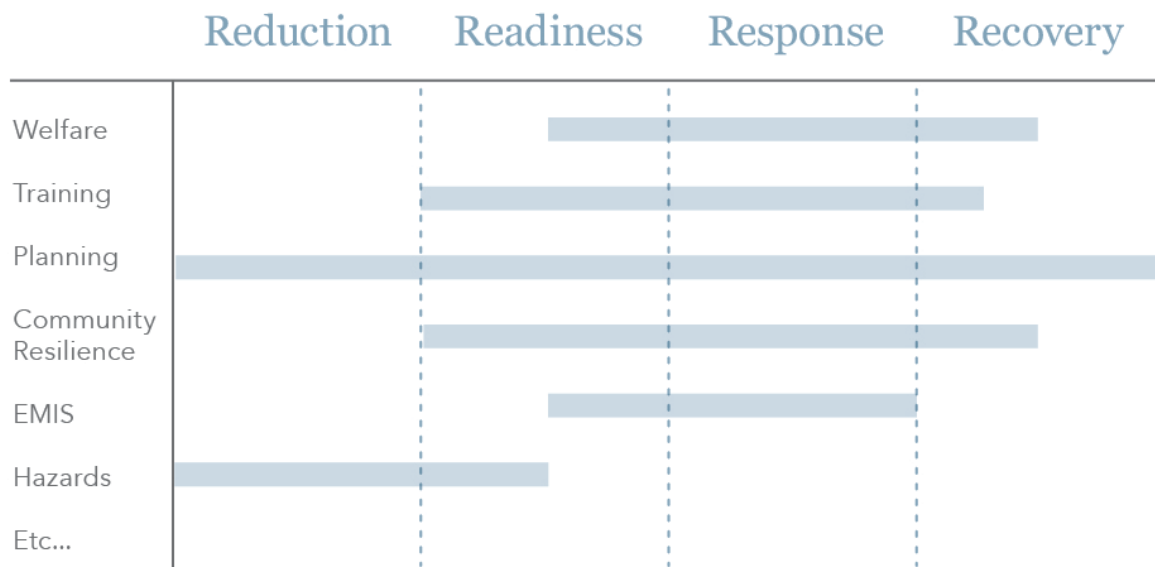 Reduction Readiness Response Recovery
Welfare
Training
Planning
Community
Resilience
EMIS
Hazards
Etc...